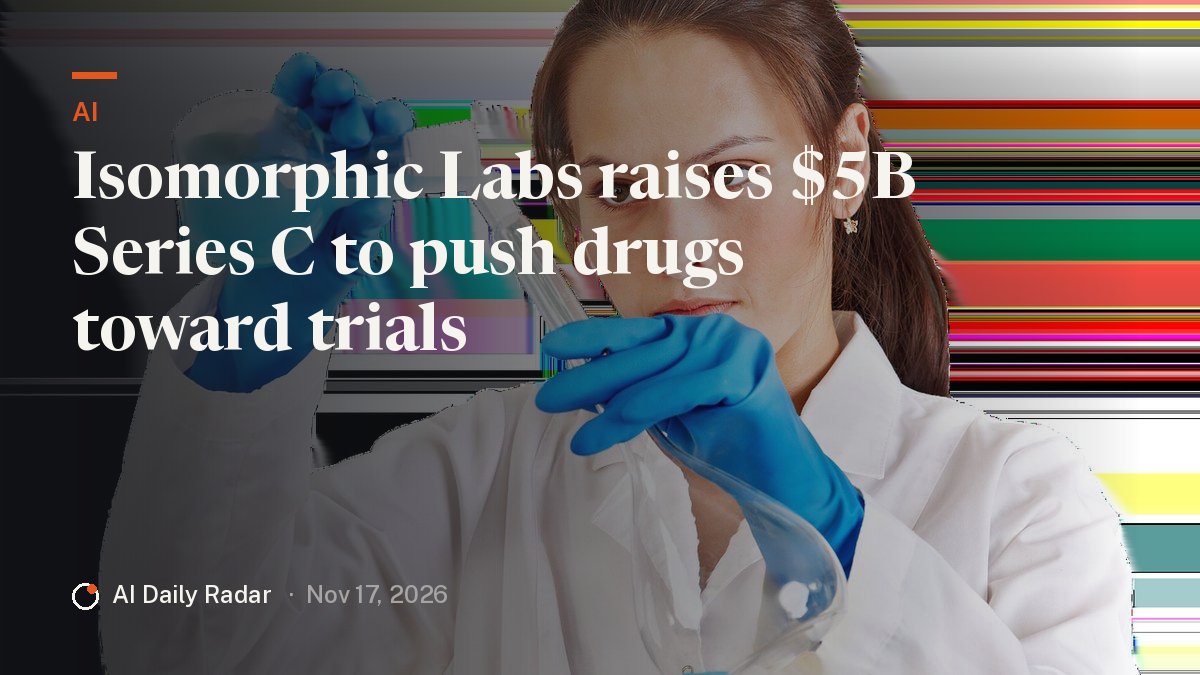 AI
Isomorphic Labs raises $5B
Series C to push drugs
toward trials
AI Daily Radar · Nov 17, 2026